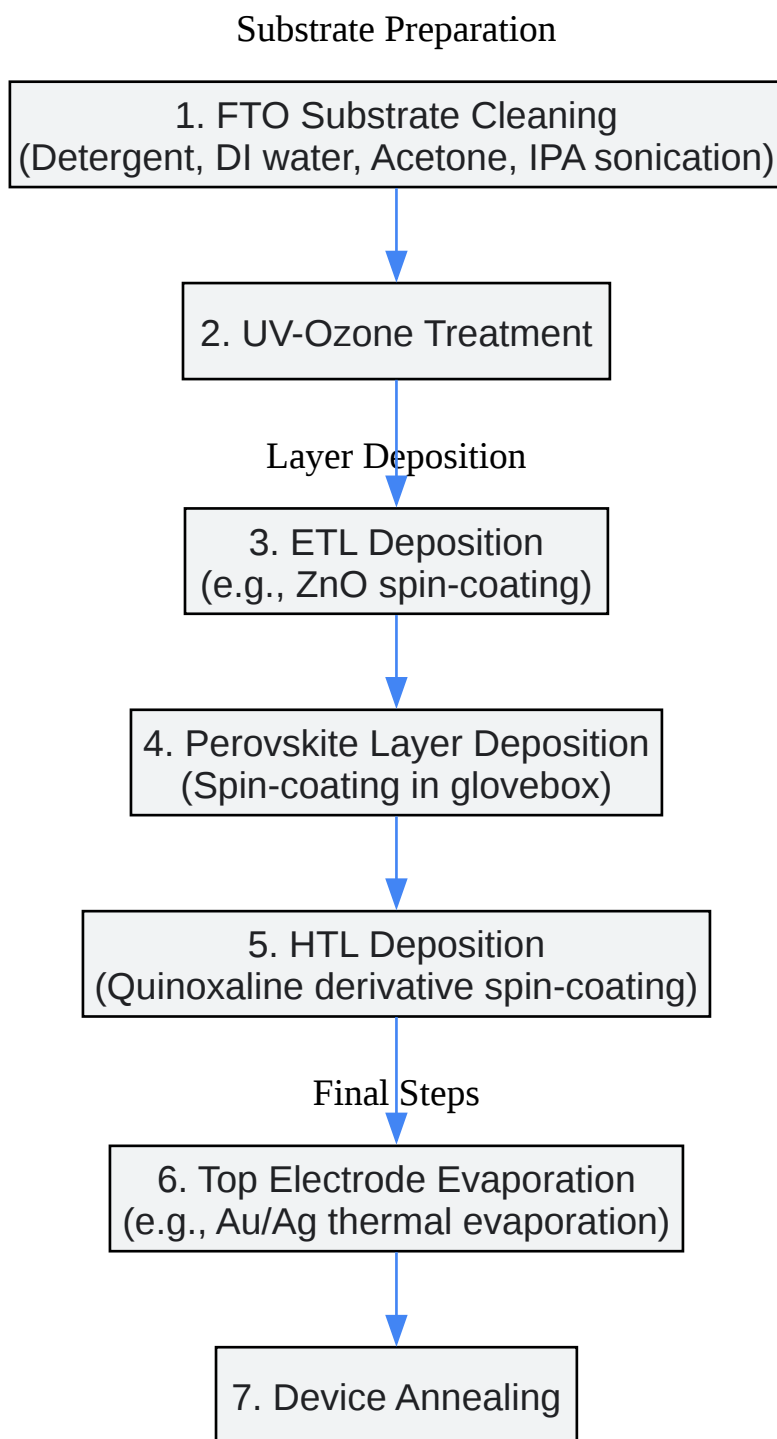 Substrate Preparation
1. FTO Substrate Cleaning
(Detergent, DI water, Acetone, IPA sonication)
2. UV-Ozone Treatment
Layer Deposition
3. ETL Deposition
(e.g., ZnO spin-coating)
4. Perovskite Layer Deposition
(Spin-coating in glovebox)
5. HTL Deposition
(Quinoxaline derivative spin-coating)
Final Steps
6. Top Electrode Evaporation
(e.g., Au/Ag thermal evaporation)
7. Device Annealing